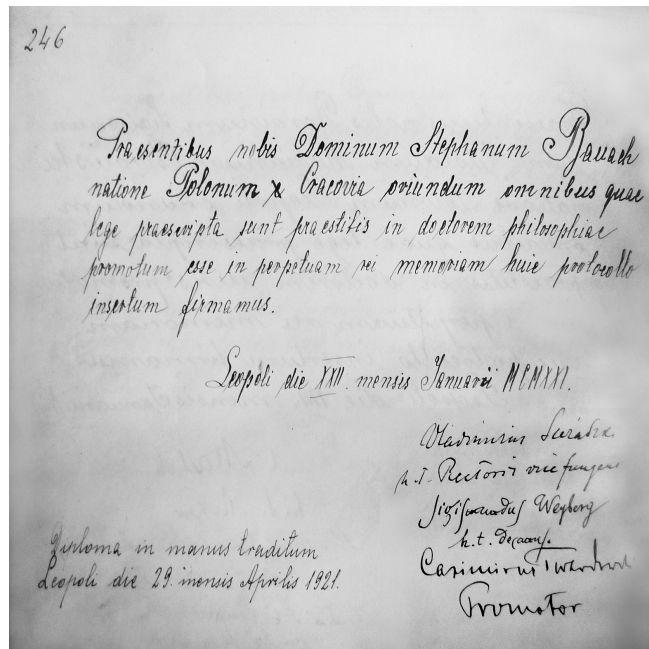 246
Praesentibus nobis Dominum Stephanum Banach
natione Polonum x Cracovia oriundum omnibus quae
lege praescripta sunt praestitis in doctorem philosophiae
promotum esse in perpetuam rei memoriam huic protocollo
insertum firmamus.
Leopoli die XXII. mensis Januarii MCMXXI.
Vladimirus
h.t. Rectoris vice fungens
Sigismundus Weyberg
h.t. Decanus.
Casimirus Twardowski
Promotor
Diploma in manus traditum
Leopoli die 29. mensis Aprilis 1921.